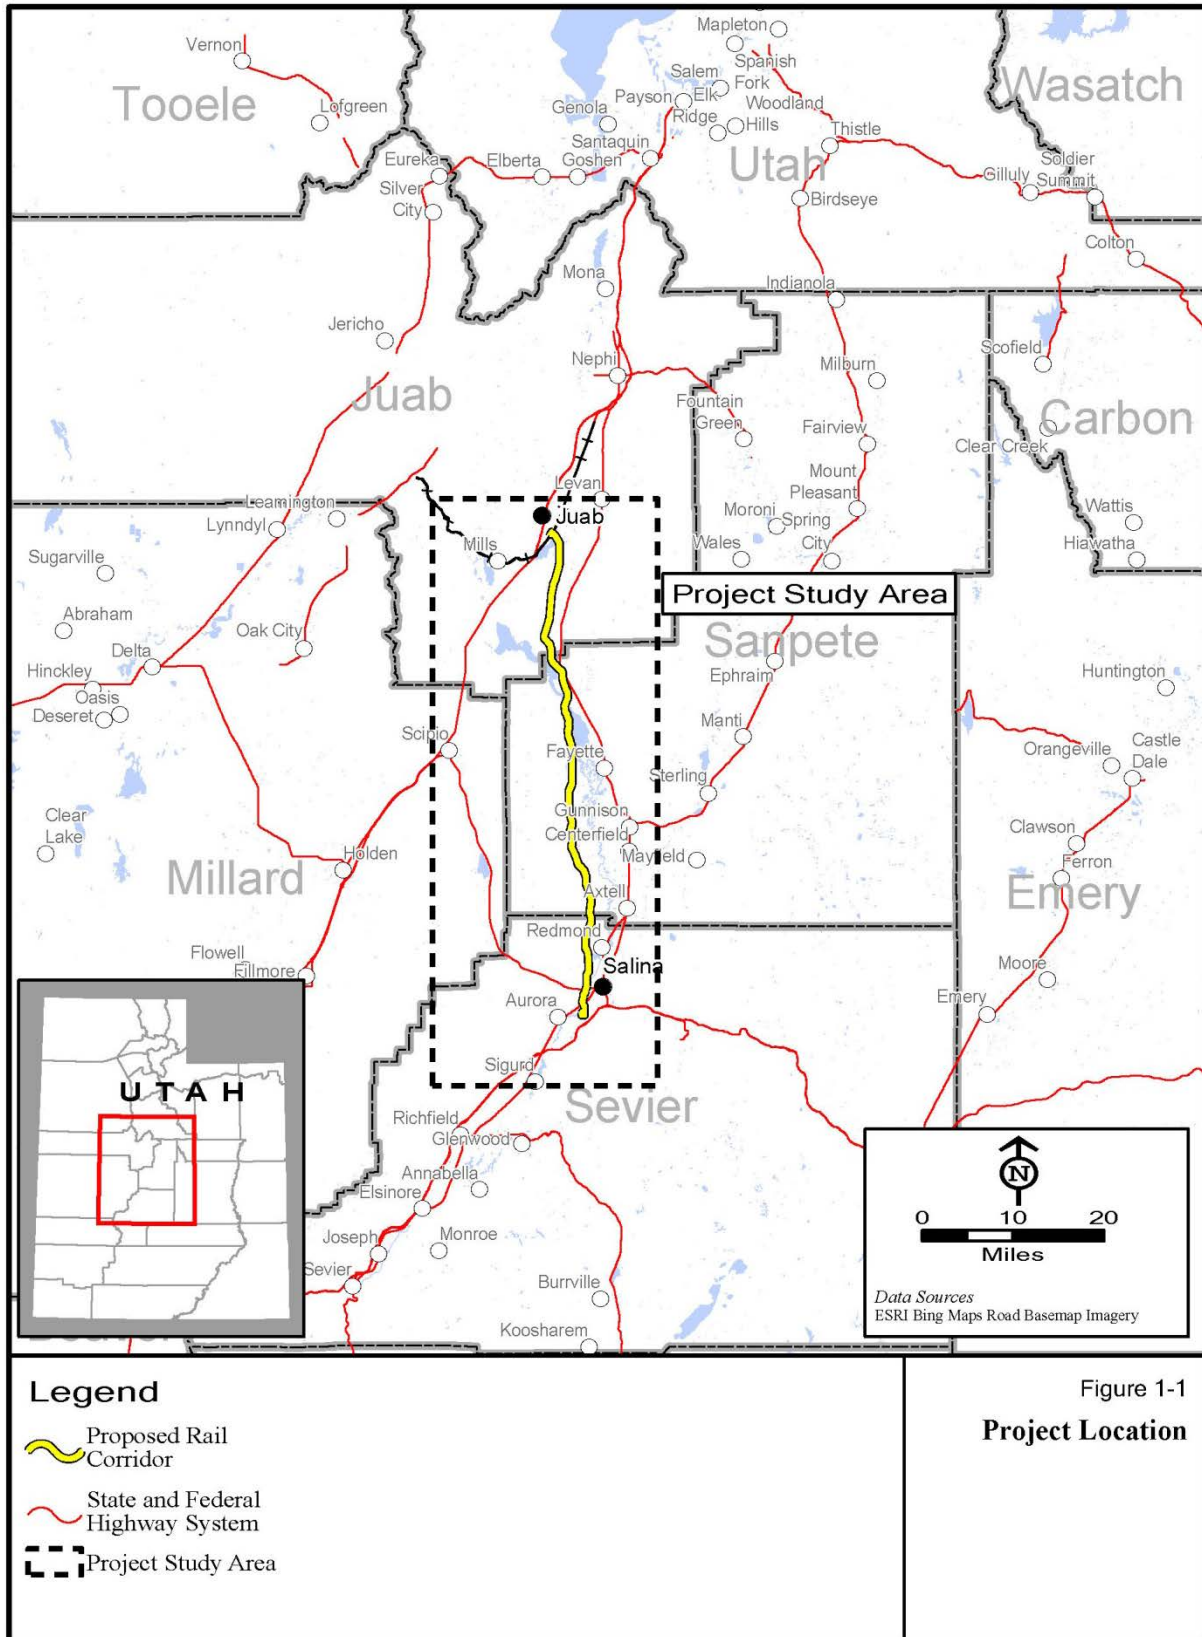 Mapleton
Vernon
Spanish
Fork
Wasatch
Salem
Tooele
Payson
Elk
Ridge
Woodland
Hills
Genola
Lofgreen
Thistle
Santaquin
Utah
Eureka
Elberta
Goshen
Soldier
Summit
Gilluly
Silver
City
Birdseye
Colton
Mona
Indianola
Jericho
Scofield
Nephi
Milburn
Juab
Fountain
Green
Carbon
Fairview
Clear Creek
Mount
Pleasant
Levan
Leamington
Juab
Lynndyl
Moroni
Spring
City
Wattis
Mills
Wales
Hiawatha
Sugarville
Project Study Area
Abraham
Oak City
Sanpete
Delta
Hinckley
Ephraim
Huntington
Oasis
Deseret
Manti
Scipio
Fayette
Orangeville
Castle
Dale
Sterling
Clear
Lake
Gunnison
Centerfield
Clawson
Mayfield
Holden
Ferron
Millard
Axtell
Emery
Redmond
Flowell
Fillmore
Salina
Moore
Aurora
Emery
Sigurd
UTAH
Sevier
Richfield
Glenwood
Annabella
Elsinore
N
0 10 20
Miles
Joseph
Monroe
Sevier
Burrville
Data Sources
ESRI Bing Maps Road Basemap Imagery
Koosharem
Legend
Proposed Rail
Corridor
State and Federal
Highway System
Project Study Area
Figure 1-1
Project Location